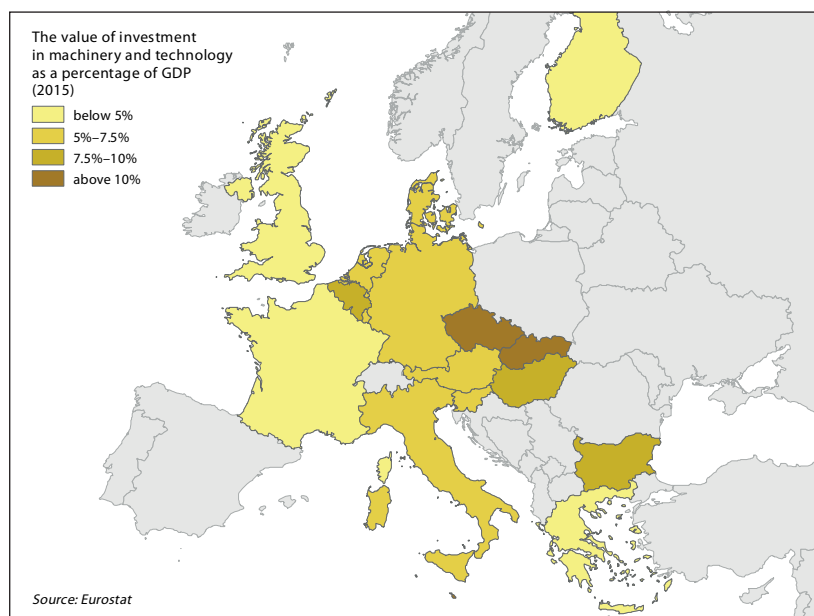 The value of investment
in machinery and technology
as a percentage of GDP
(2015)
below 5%
5%–7.5%
7.5%–10%
above 10%
Source: Eurostat